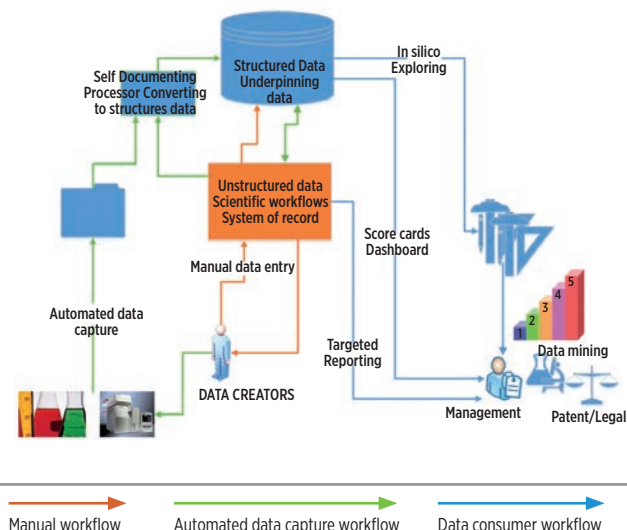 In silico
Exploring
Structured Data
Underpinning
data
Self Documenting
Processor Converting
to structures data
Unstructured data
Scientific workflows
System of record
Score cards
Dashboard
Manual data entry
Automated data
capture
5
4
3
2
1
Data mining
Targeted
Reporting
DATA CREATORS
Management
Patent/Legal
Manual workflow
Automated data capture workflow
Data consumer workflow